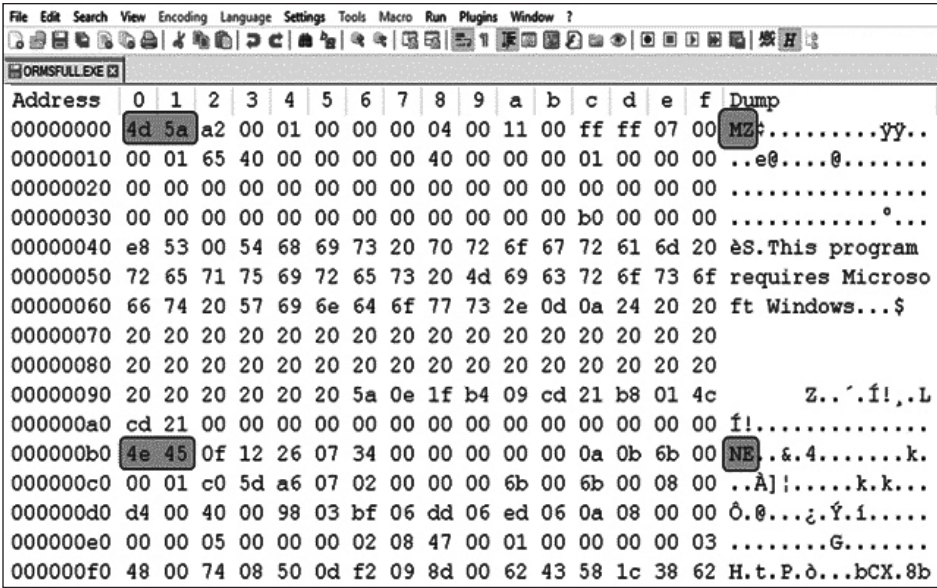 File Edit Search View Encoding Language Settings Tools Macro Run Plugins Window ?
ORMSFULL.EXE
Address 0 1 2 3 4 5 6 7 8 9 a b c d e f Dump
00000000 4d 5a a2 00 01 00 00 00 04 00 11 00 ff ff 07 00 MZ¢.........ÿÿ..
00000010 00 01 65 40 00 00 00 00 40 00 00 00 01 00 00 00 ..e@....@.......
00000020 00 00 00 00 00 00 00 00 00 00 00 00 00 00 00 00 ................
00000030 00 00 00 00 00 00 00 00 00 00 00 00 b0 00 00 00 ............°...
00000040 e8 53 00 54 68 69 73 20 70 72 6f 67 72 61 6d 20 èS.This program
00000050 72 65 71 75 69 72 65 73 20 4d 69 63 72 6f 73 6f requires Microso
00000060 66 74 20 57 69 6e 64 6f 77 73 2e 0d 0a 24 20 20 ft Windows...$
00000070 20 20 20 20 20 20 20 20 20 20 20 20 20 20 20 20
00000080 20 20 20 20 20 20 20 20 20 20 20 20 20 20 20 20
00000090 20 20 20 20 20 20 5a 0e 1f b4 09 cd 21 b8 01 4c Z..´.Í!¸.L
000000a0 cd 21 00 00 00 00 00 00 00 00 00 00 00 00 00 00 Í!..............
000000b0 4e 45 0f 12 26 07 34 00 00 00 00 00 0a 0b 6b 00 NE..&.4.......k.
000000c0 00 01 c0 5d a6 07 02 00 00 00 6b 00 6b 00 08 00 ..À]¦.....k.k...
000000d0 d4 00 40 00 98 03 bf 06 dd 06 ed 06 0a 08 00 00 Ô.@...¿.Ý.í.....
000000e0 00 00 05 00 00 00 02 08 47 00 01 00 00 00 00 03 ........G.......
000000f0 48 00 74 08 50 0d f2 09 8d 00 62 43 58 1c 38 62 H.t.P.ò...bCX.8b